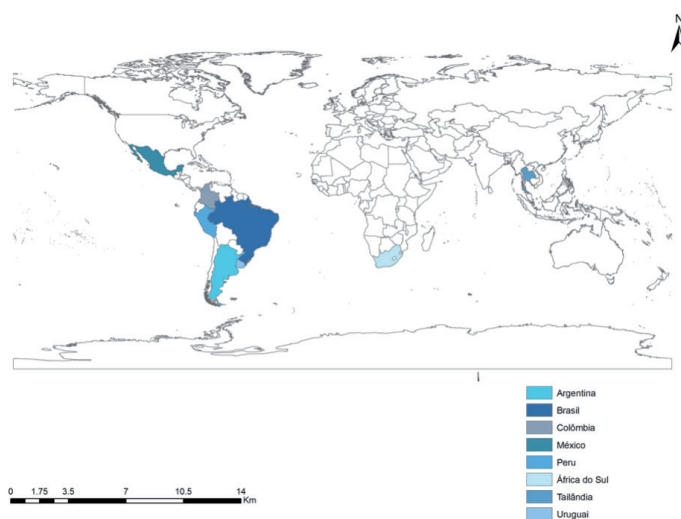 N
Argentina
Brasil
Colômbia
México
Peru
África do Sul
Tailândia
Uruguai
0 1.75 3.5 7 10.5 14
Km